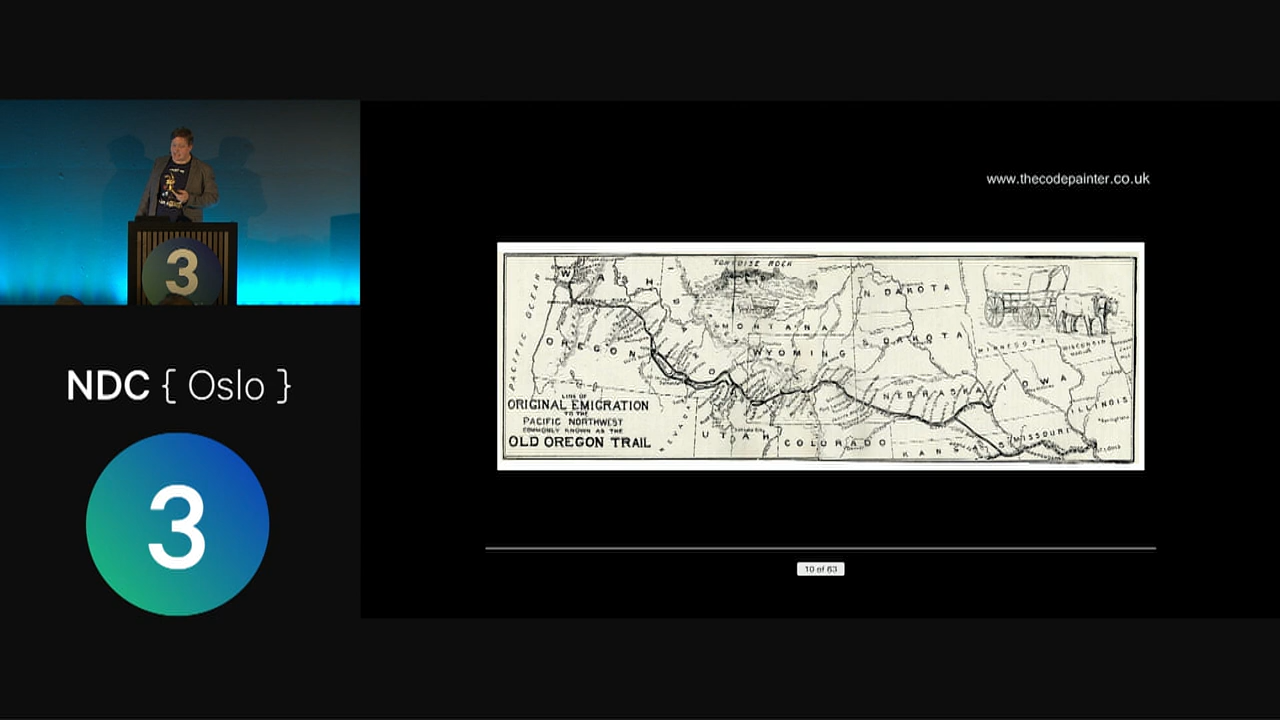 3
NDC { Oslo }
3
www.thecodepainter.co.uk
TORTOISE ROCK
WASH
PACIFIC OCEAN
OREGON
MONTANA
WYOMING
N. DAKOTA
S. DAKOTA
MINNESOTA
WISCONSIN
IOWA
ILLINOIS
NEBRASKA
UTAH
COLORADO
KANSAS
MISSOURI
LINE OF
ORIGINAL EMIGRATION
TO THE
PACIFIC NORTHWEST
COMMONLY KNOWN AS THE
OLD OREGON TRAIL
10 of 63